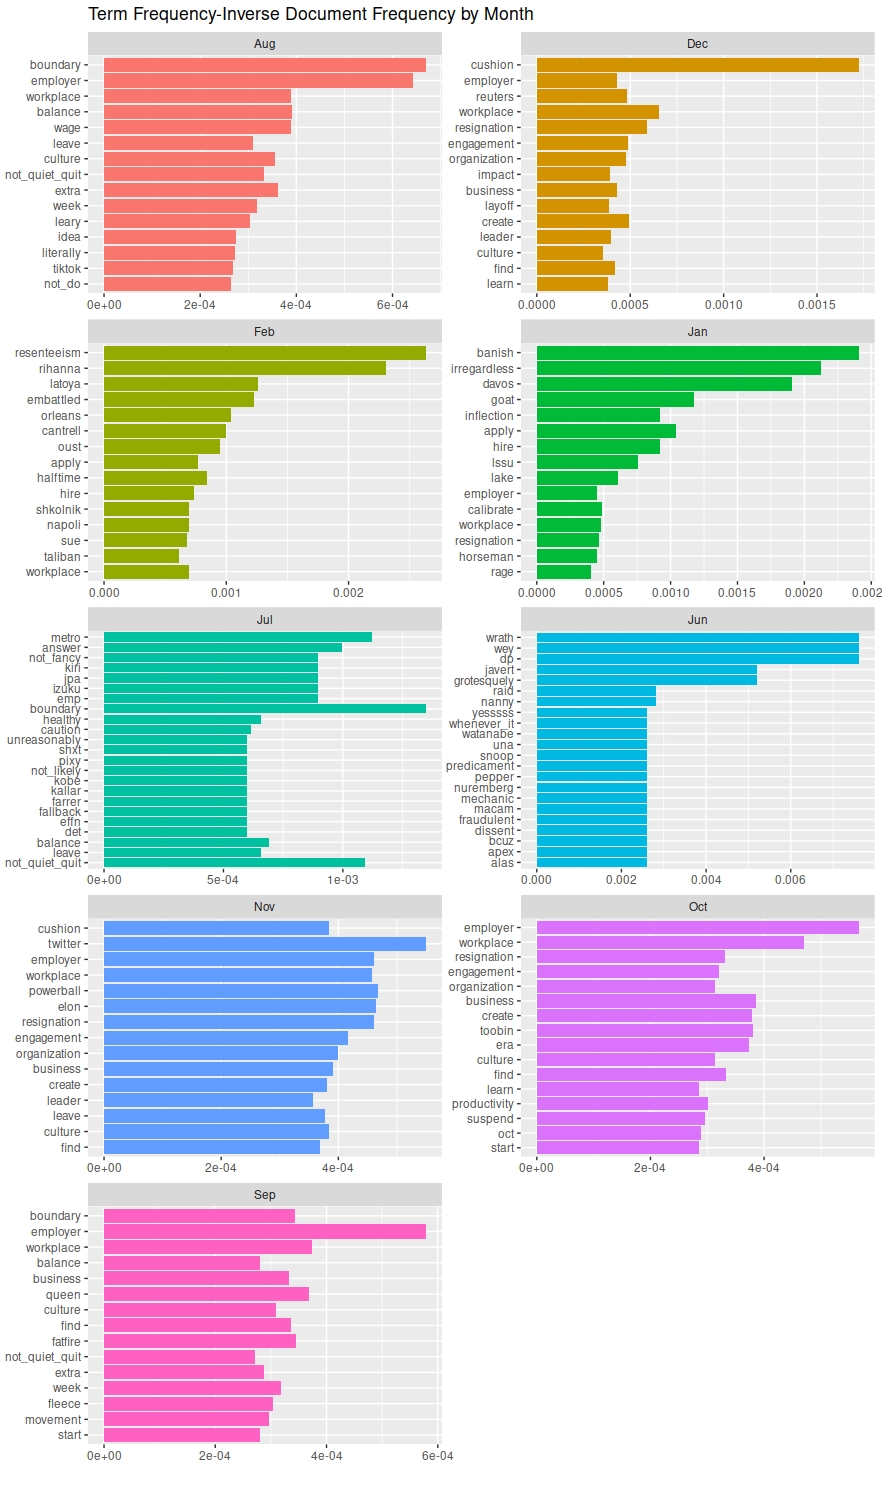 Term Frequency-Inverse Document Frequency by Month
Aug
boundary
employer
workplace
balance
wage
leave
culture
not_quiet_quit
extra
week
leary
idea
literally
tiktok
not_do
0e+00 2e-04 4e-04 6e-04
Dec
cushion
employer
reuters
workplace
resignation
engagement
organization
impact
business
layoff
create
leader
culture
find
learn
0.0000 0.0005 0.0010 0.0015
Feb
resenteeism
rihanna
latoya
embattled
orleans
cantrell
oust
apply
halftime
hire
shkolnik
napoli
sue
taliban
workplace
0.000 0.001 0.002
Jan
banish
irregardless
davos
goat
inflection
apply
hire
lssu
lake
employer
calibrate
workplace
resignation
horseman
rage
0.0000 0.0005 0.0010 0.0015 0.0020 0.002
Jul
metro
answer
not_fancy
kiri
jpa
izuku
emp
boundary
healthy
caution
unreasonably
shxt
pixy
not_likely
kobe
kallar
farrer
fallback
effn
det
balance
leave
not_quiet_quit
0e+00 5e-04 1e-03
Jun
wrath
wey
dp
javert
grotesquely
raid
nanny
yesssss
whenever_it
watanabe
una
snoop
predicament
pepper
nuremberg
mechanic
macam
fraudulent
dissent
bcuz
apex
alas
0.000 0.002 0.004 0.006
Nov
cushion
twitter
employer
workplace
powerball
elon
resignation
engagement
organization
business
create
leader
leave
culture
find
0e+00 2e-04 4e-04
Oct
employer
workplace
resignation
engagement
organization
business
create
toobin
era
culture
find
learn
productivity
suspend
oct
start
0e+00 2e-04 4e-04
Sep
boundary
employer
workplace
balance
business
queen
culture
find
fatfire
not_quiet_quit
extra
week
fleece
movement
start
0e+00 2e-04 4e-04 6e-04